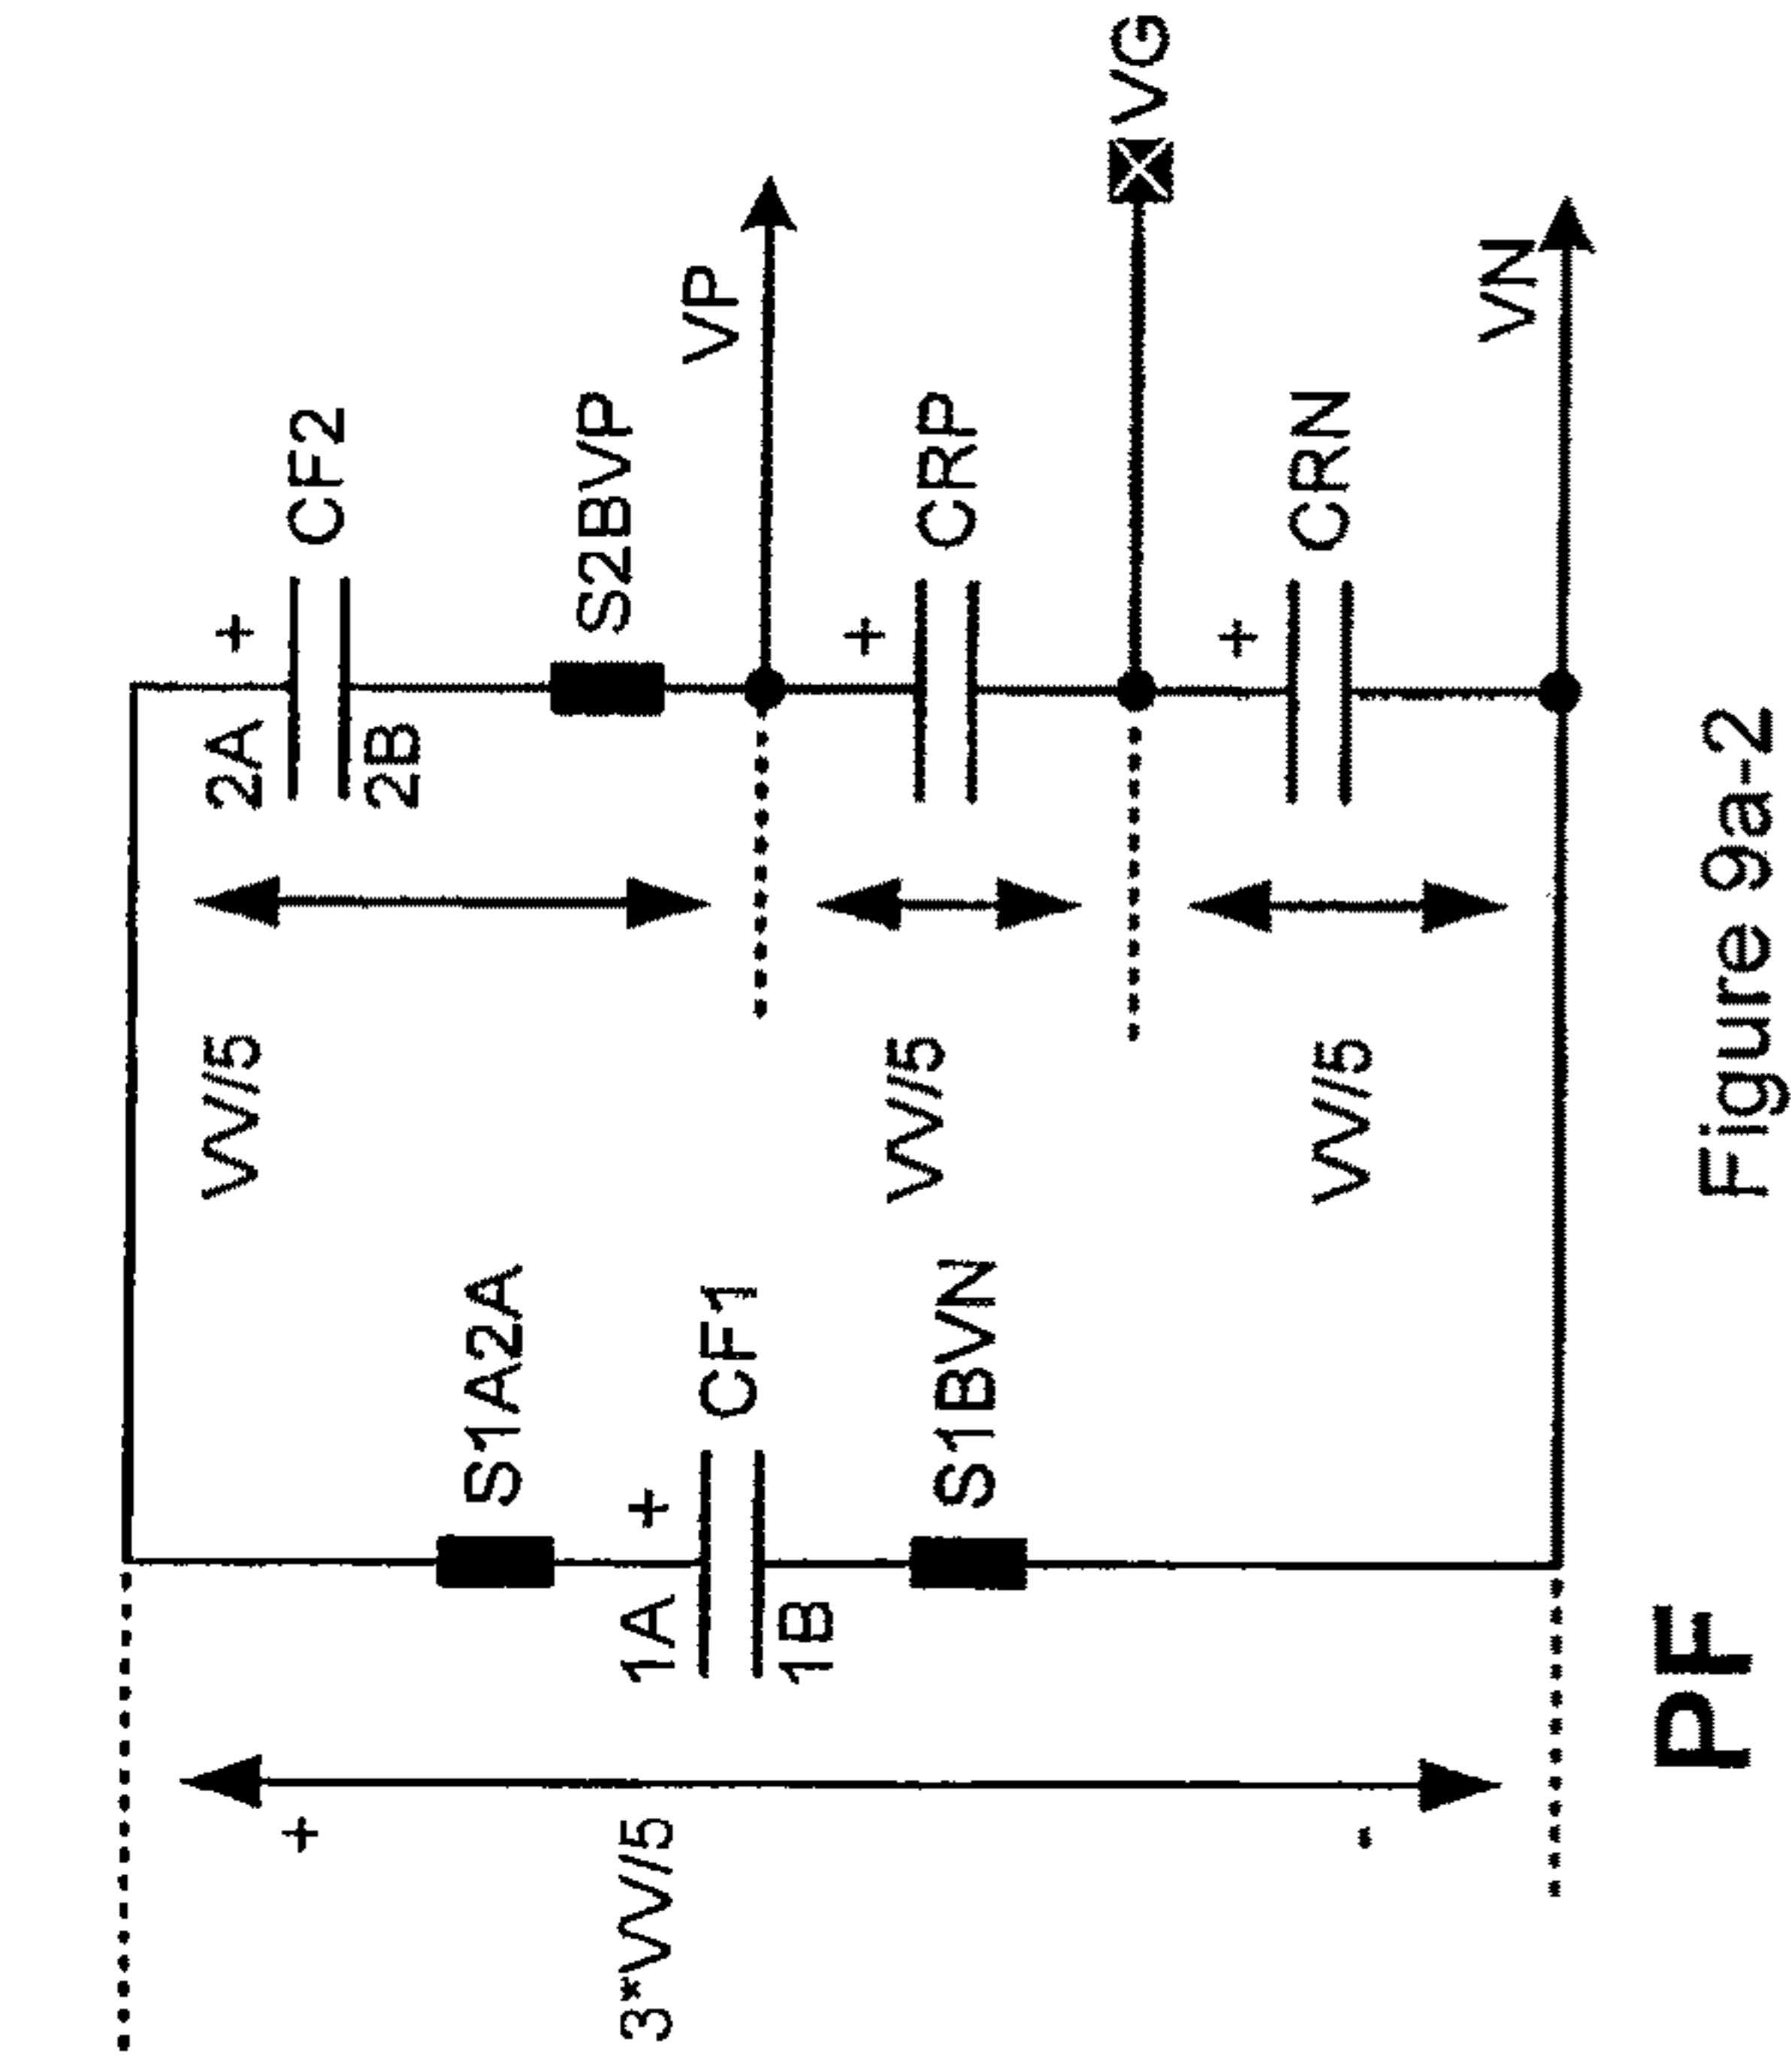 +
3*VV/5
-
S1A2A
1A
+
CF1
1B
S1BVN
VV/5
VV/5
VV/5
2A
+
CF2
2B
S2BVP
VP
+
CRP
VG
+
CRN
VN
PF
Figure 9a-2